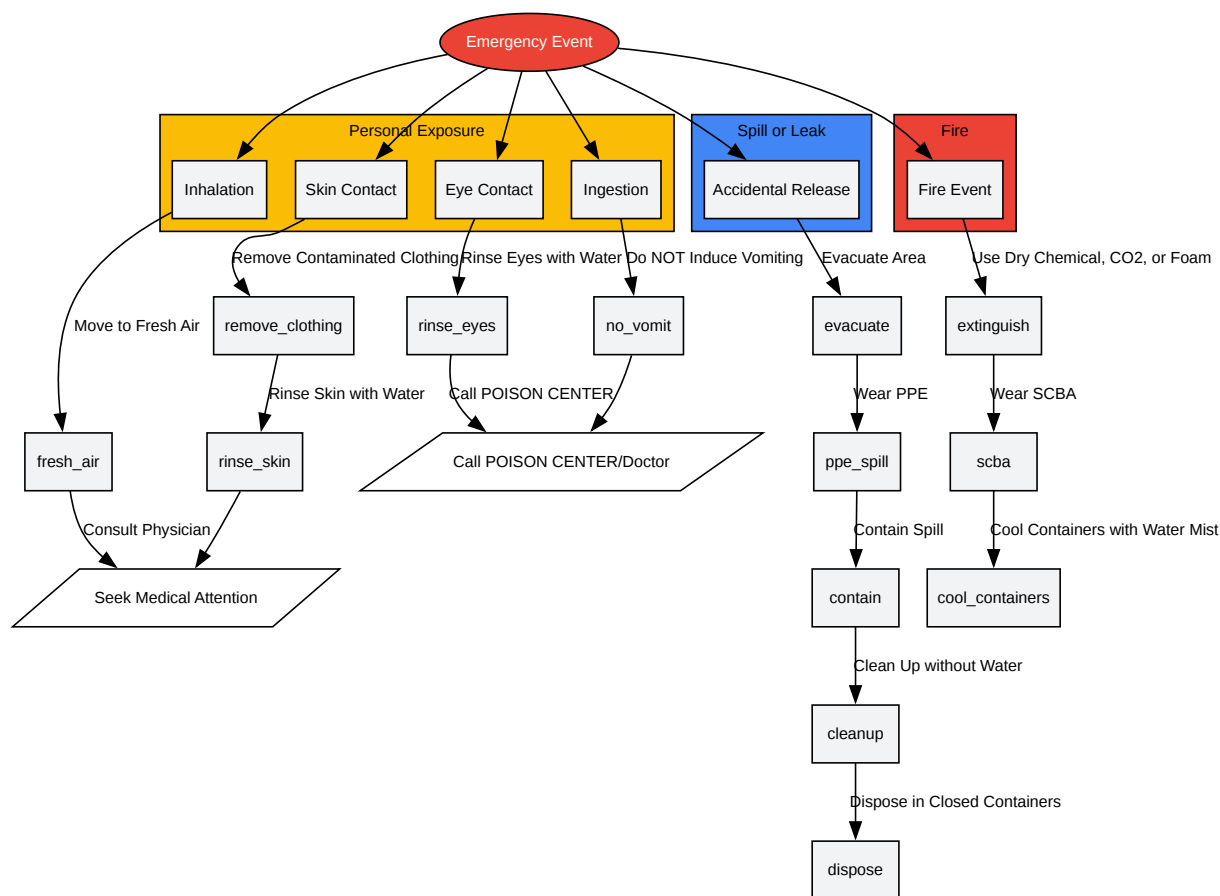 Emergency Event
Personal Exposure
Spill or Leak
Fire
Inhalation
Skin Contact
Eye Contact
Ingestion
Accidental Release
Fire Event
Remove Contaminated Clothing
Rinse Eyes with Water
Do NOT Induce Vomiting
Evacuate Area
Use Dry Chemical, CO2, or Foam
Move to Fresh Air
remove_clothing
rinse_eyes
no_vomit
evacuate
extinguish
Rinse Skin with Water
Call POISON CENTER
Wear PPE
Wear SCBA
fresh_air
rinse_skin
Call POISON CENTER/Doctor
ppe_spill
scba
Consult Physician
Contain Spill
Cool Containers with Water Mist
Seek Medical Attention
contain
cool_containers
Clean Up without Water
cleanup
Dispose in Closed Containers
dispose